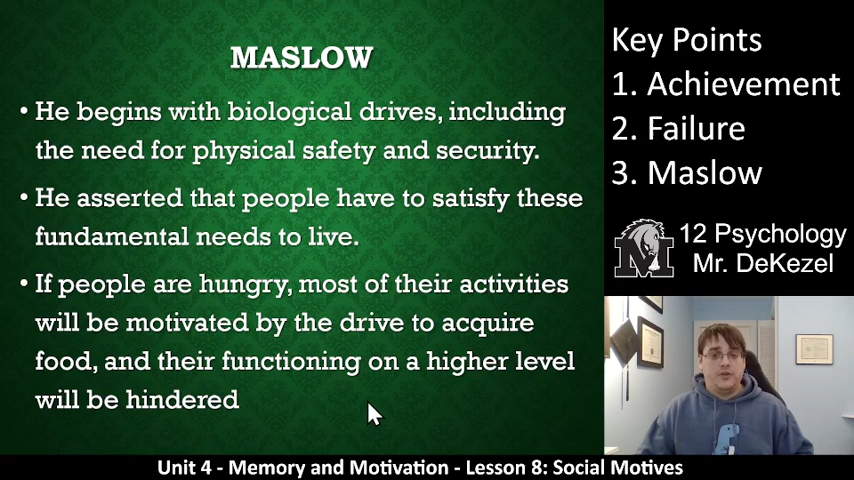 MASLOW
• He begins with biological drives, including
the need for physical safety and security.
• He asserted that people have to satisfy these
fundamental needs to live.
• If people are hungry, most of their activities
will be motivated by the drive to acquire
food, and their functioning on a higher level
will be hindered
Key Points
1. Achievement
2. Failure
3. Maslow
M
12 Psychology
Mr. DeKezel
Unit 4 - Memory and Motivation - Lesson 8: Social Motives